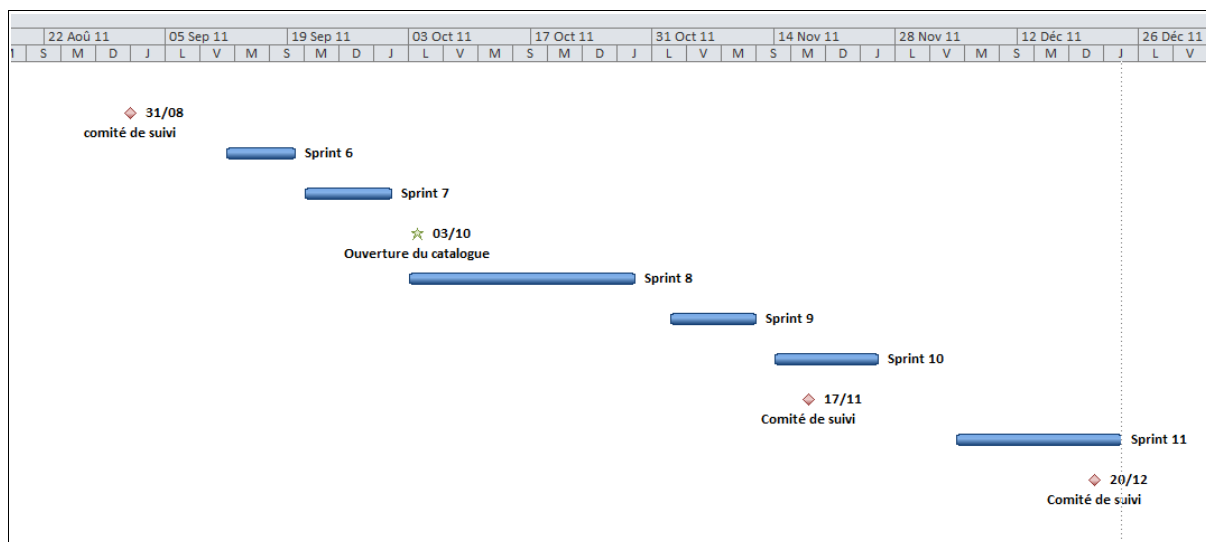 22 Aoû 11 05 Sep 11 19 Sep 11 03 Oct 11 17 Oct 11 31 Oct 11 14 Nov 11 28 Nov 11 12 Déc 11 26 Déc 11
S M D J L V M S M D J L V M S M D J L V M S M D J L V M S M D J L V
31/08
comité de suivi
Sprint 6
Sprint 7
03/10
Ouverture du catalogue
Sprint 8
Sprint 9
Sprint 10
17/11
Comité de suivi
Sprint 11
20/12
Comité de suivi